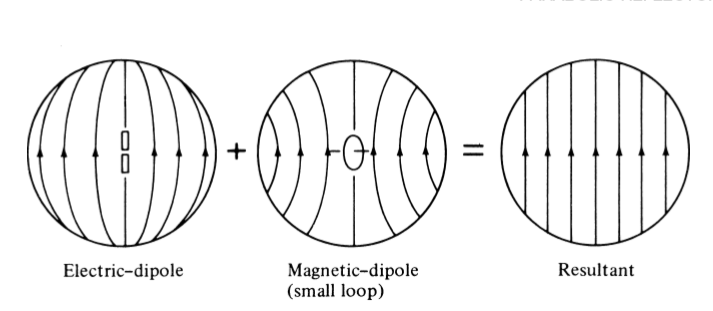 +
=
Electric-dipole
Magnetic-dipole
(small loop)
Resultant